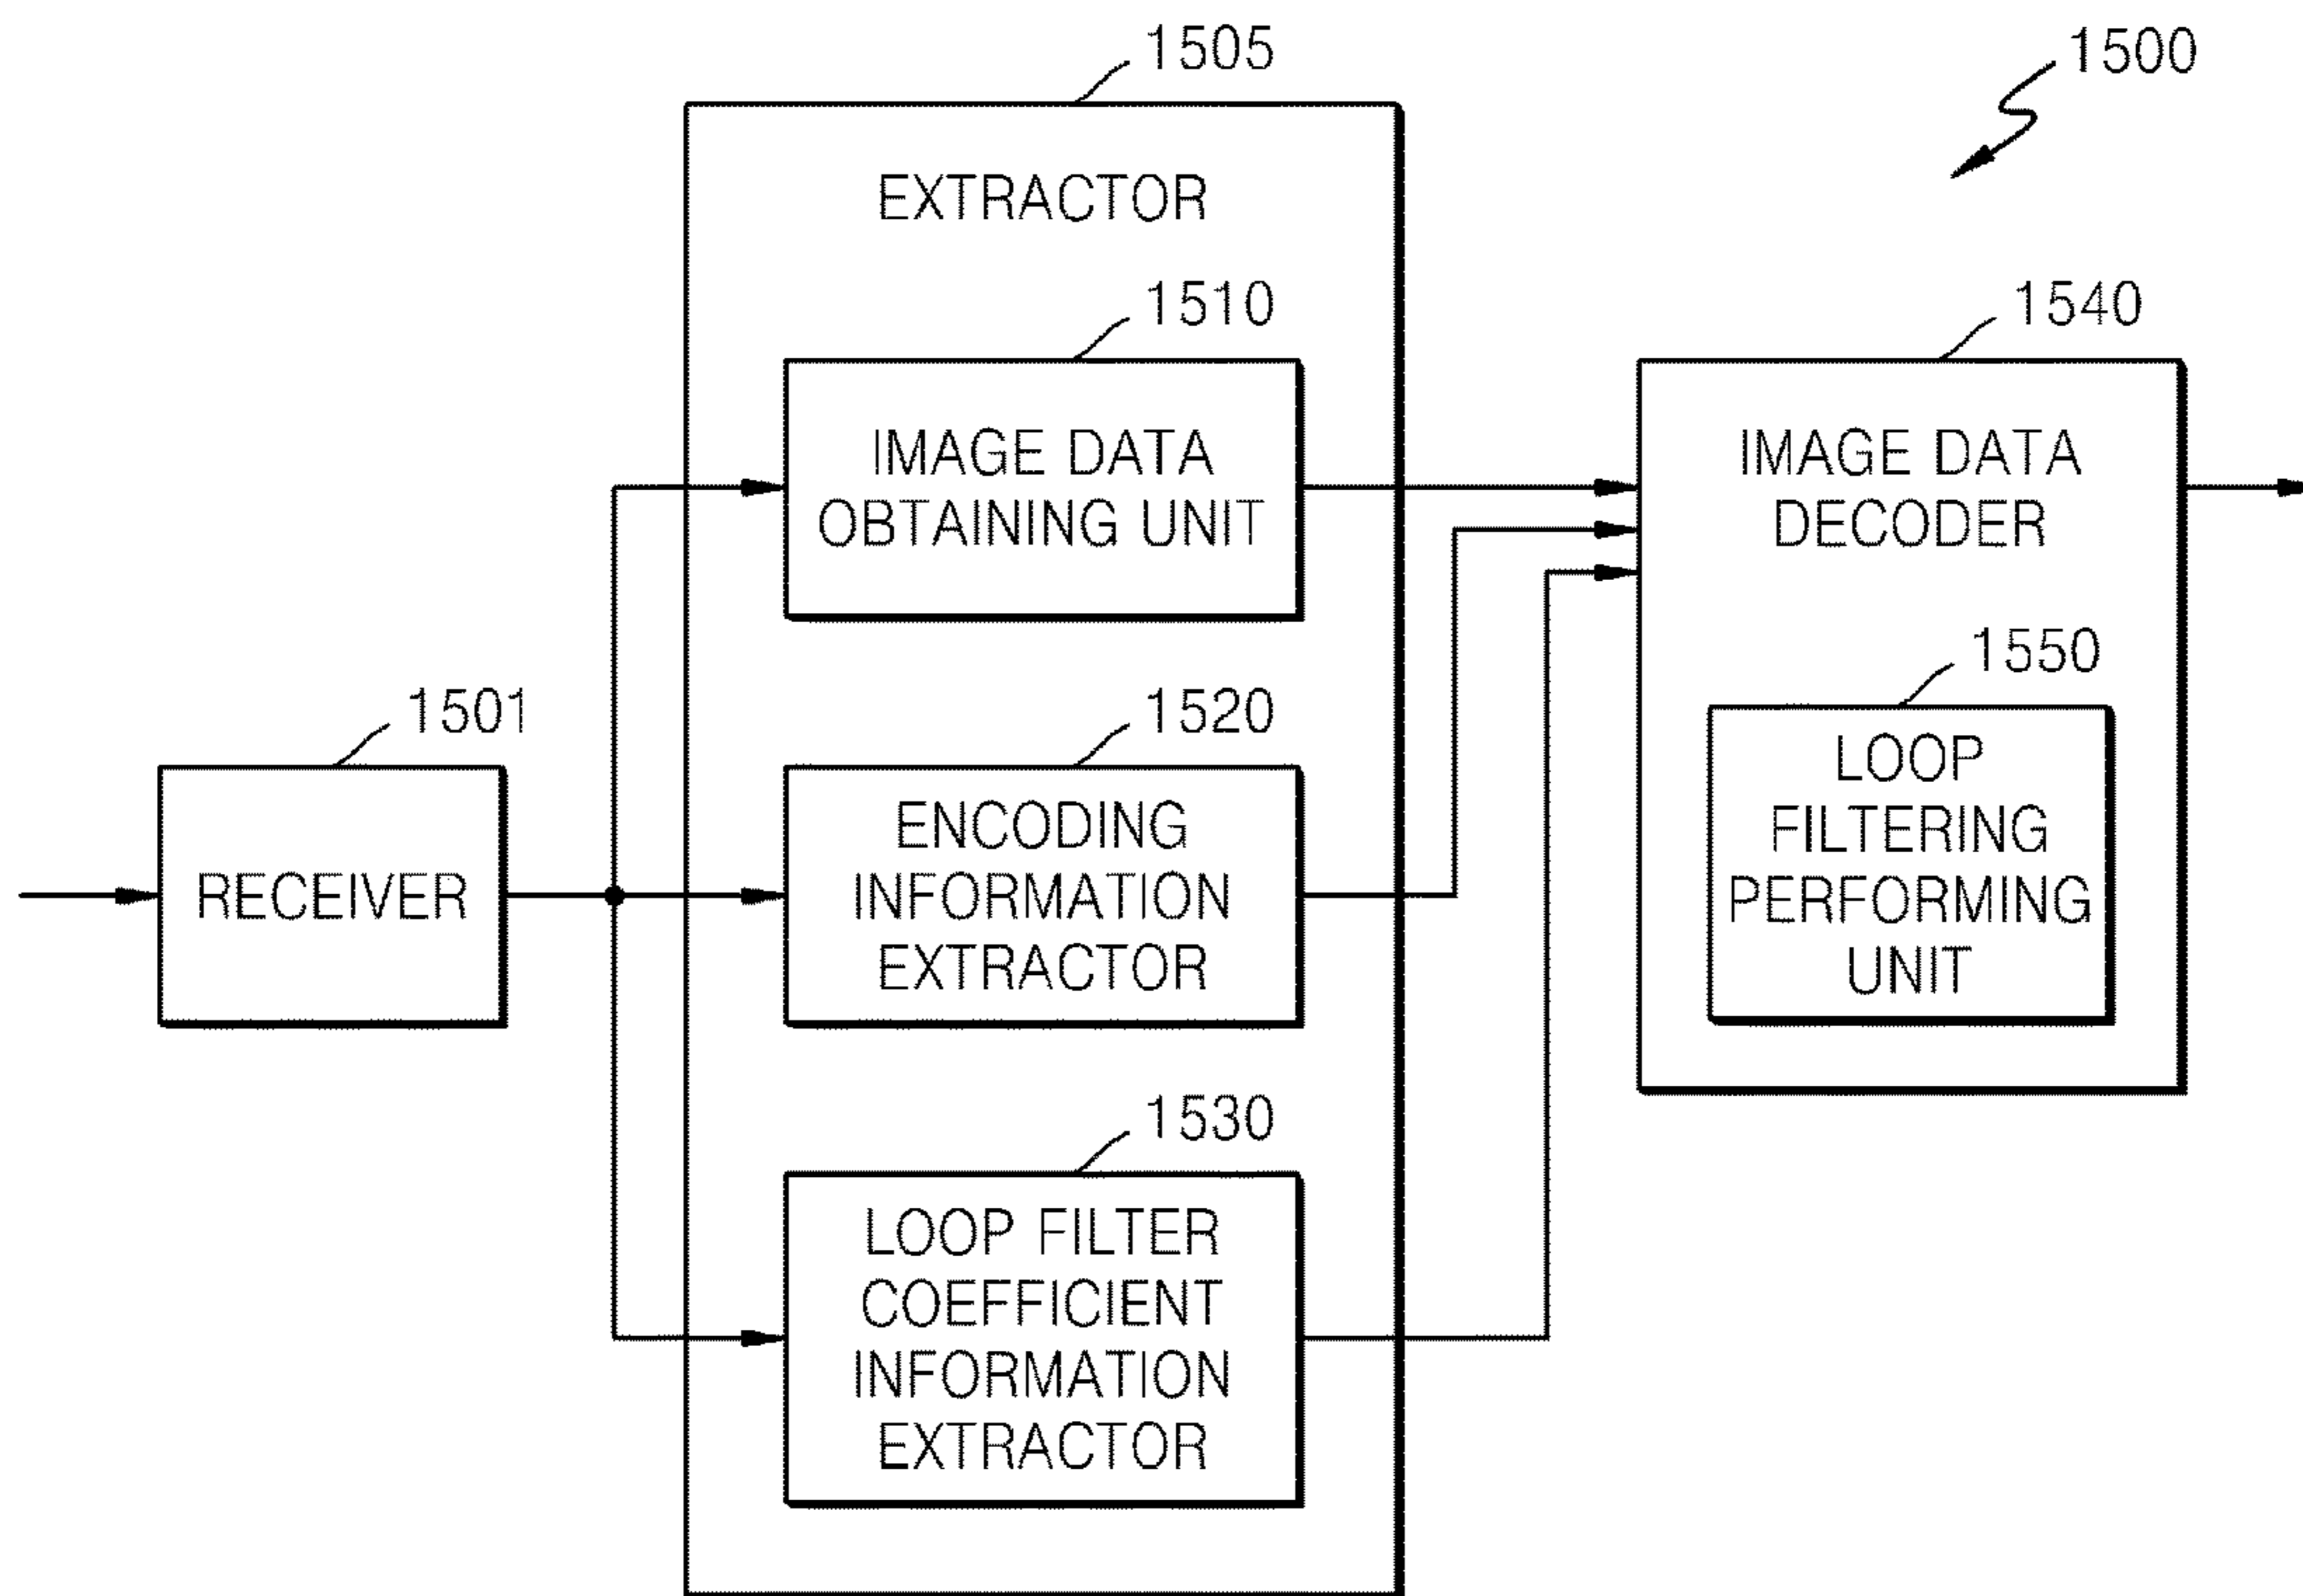 1505
1500
EXTRACTOR
1510
1540
IMAGE DATA
OBTAINING UNIT
IMAGE DATA
DECODER
1501
1520
1550
RECEIVER
ENCODING
INFORMATION
EXTRACTOR
LOOP
FILTERING
PERFORMING
UNIT
1530
LOOP FILTER
COEFFICIENT
INFORMATION
EXTRACTOR